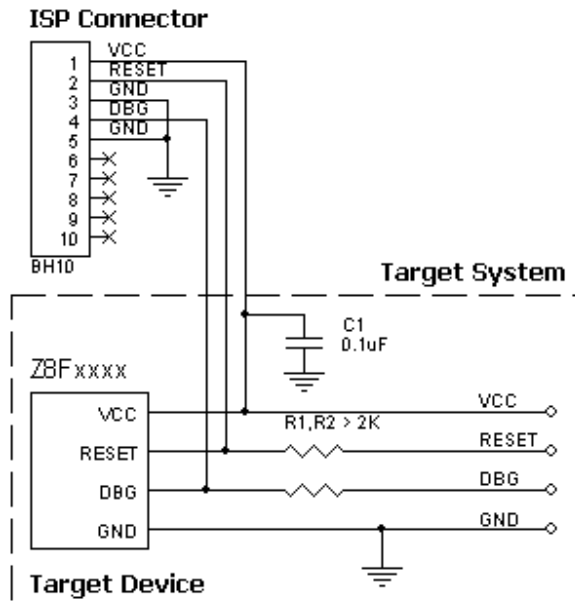 ISP Connector
1 VCC
2 RESET
3 GND
4 DBG
5 GND
6
7
8
9
10
BH10
Target System
C1
0.1uF
Z8Fxxxx
VCC
RESET
DBG
GND
R1,R2 > 2K
VCC
RESET
DBG
GND
Target Device